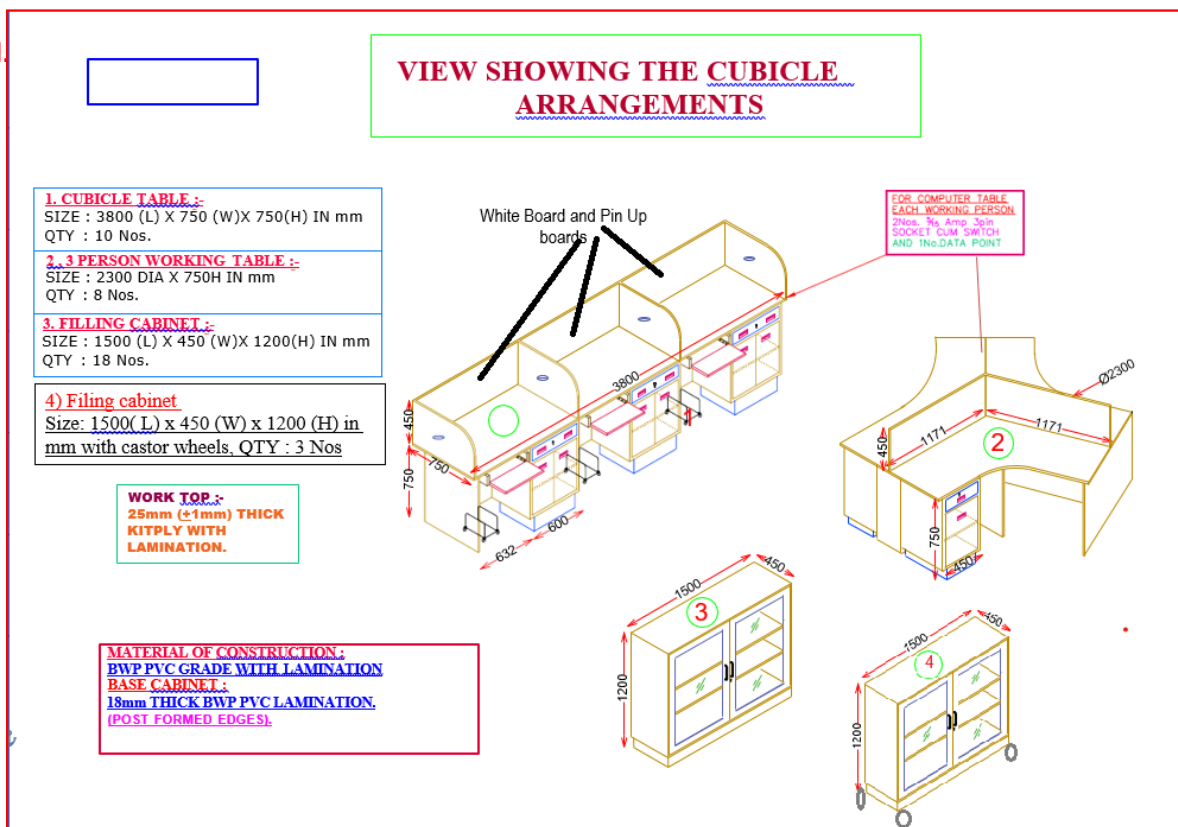 VIEW SHOWING THE CUBICLE
ARRANGEMENTS
1. CUBICLE TABLE :-
SIZE : 3800 (L) X 750 (W)X 750(H) IN mm
QTY : 10 Nos.
2 , 3 PERSON WORKING TABLE :-
SIZE : 2300 DIA X 750H IN mm
QTY : 8 Nos.
3. FILLING CABINET :-
SIZE : 1500 (L) X 450 (W)X 1200(H) IN mm
QTY : 18 Nos.
4) Filing cabinet
Size: 1500( L) x 450 (W) x 1200 (H) in
mm with castor wheels, QTY : 3 Nos
WORK TOP :-
25mm (±1mm) THICK
KITPLY WITH
LAMINATION.
MATERIAL OF CONSTRUCTION :
BWP PVC GRADE WITH LAMINATION
BASE CABINET :
18mm THICK BWP PVC LAMINATION.
(POST FORMED EDGES).
White Board and Pin Up
boards
FOR COMPUTER TABLE
EACH WORKING PERSON
2Nos. 5/15 Amp 3pin
SOCKET CUM SWITCH
AND 1No.DATA POINT
3800
450
750
750
632
600
1
Ø2300
1171
1171
450
2
750
450
1500
450
3
1200
1500
450
4
1200